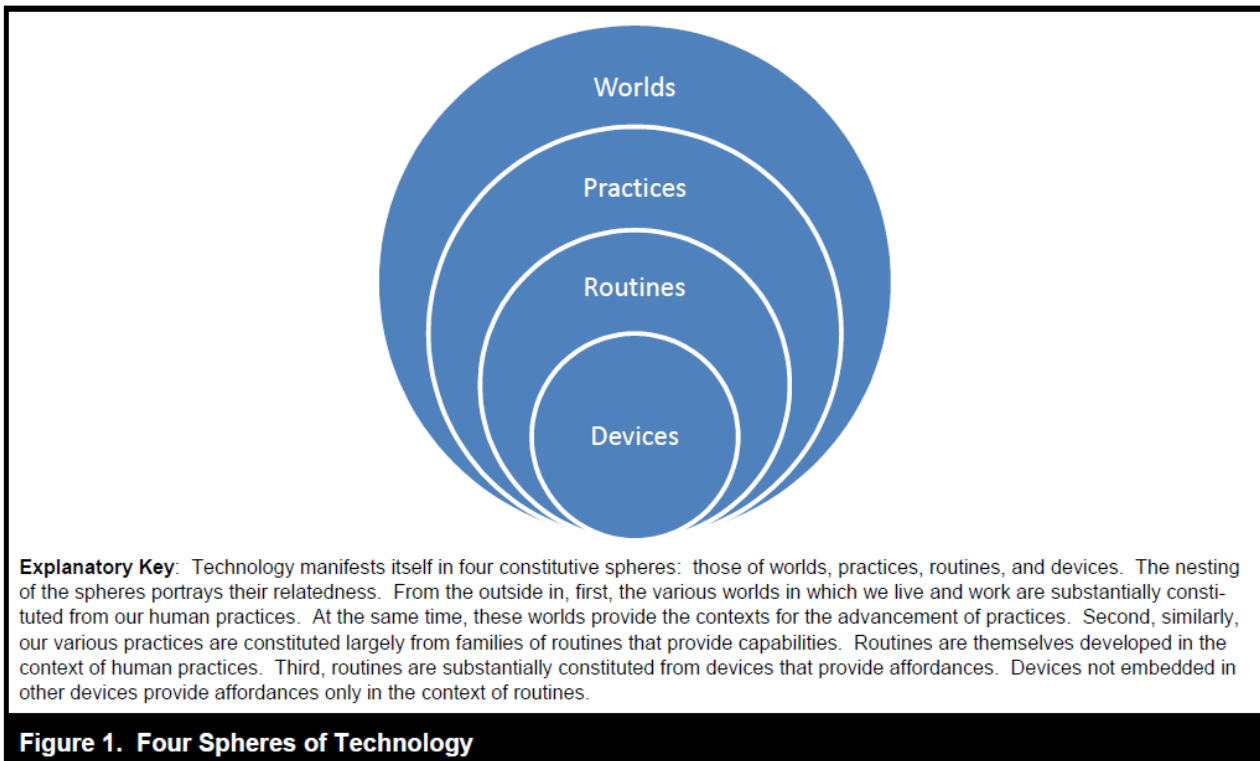 Worlds
Practices
Routines
Devices
Explanatory Key: Technology manifests itself in four constitutive spheres: those of worlds, practices, routines, and devices. The nesting
of the spheres portrays their relatedness. From the outside in, first, the various worlds in which we live and work are substantially consti-
tuted from our human practices. At the same time, these worlds provide the contexts for the advancement of practices. Second, similarly,
our various practices are constituted largely from families of routines that provide capabilities. Routines are themselves developed in the
context of human practices. Third, routines are substantially constituted from devices that provide affordances. Devices not embedded in
other devices provide affordances only in the context of routines.
Figure 1. Four Spheres of Technology